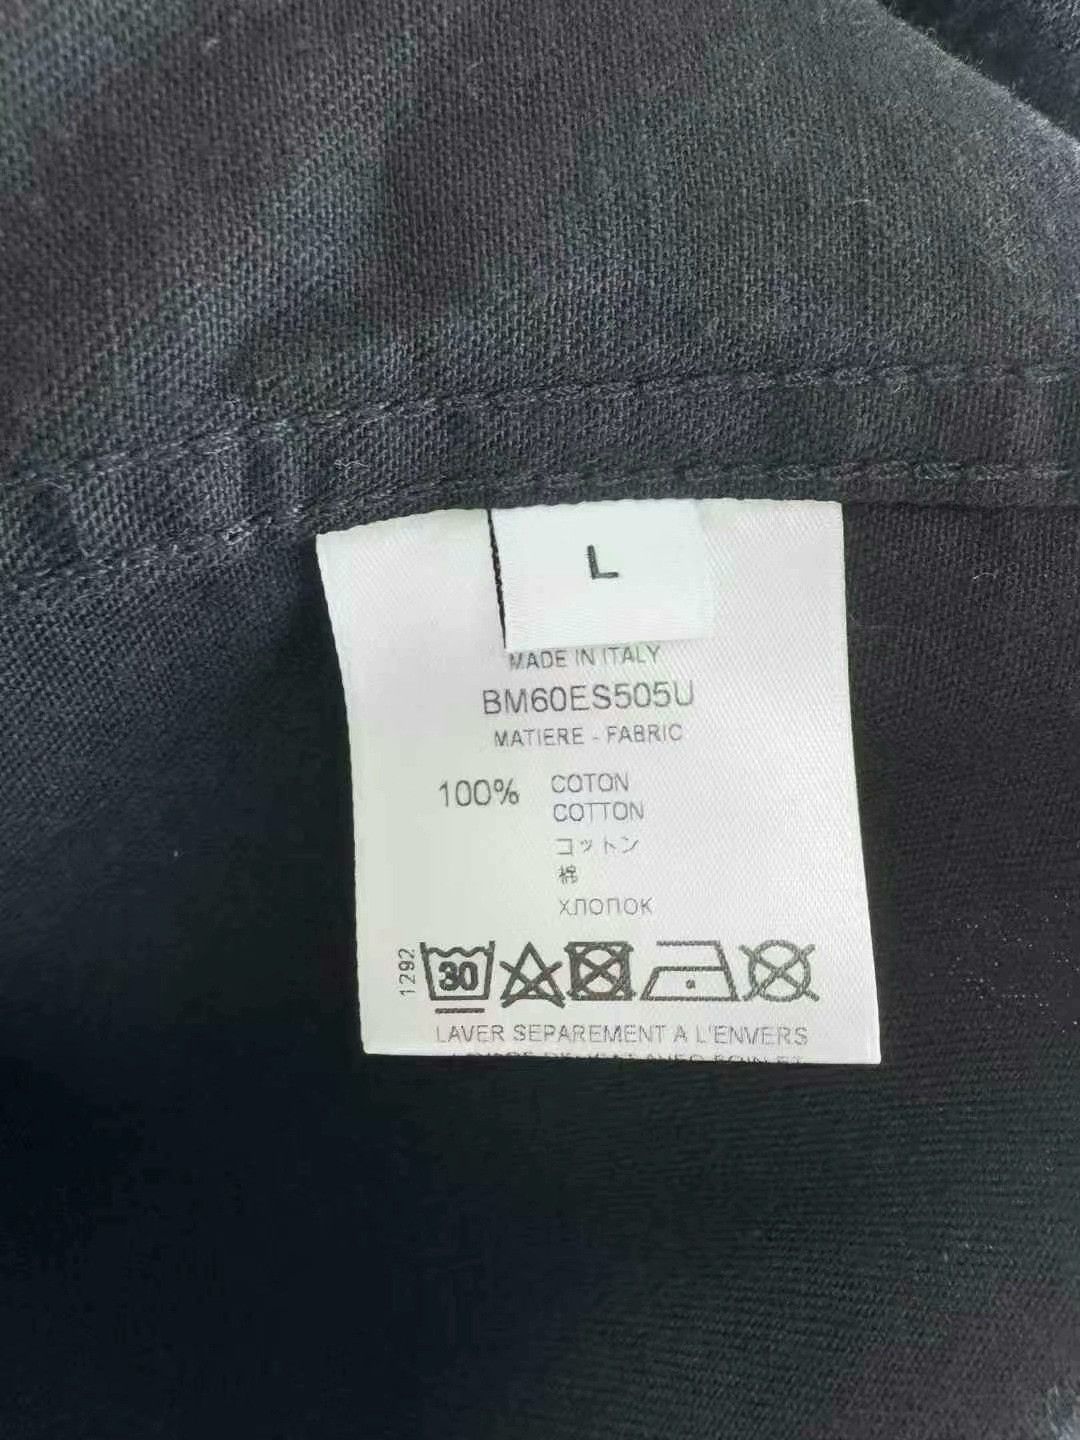 L
MADE IN ITALY
BM60ES505U
MATIERE - FABRIC
100% COTON
COTTON
コットン
棉
ХЛОПОК
1292
30
LAVER SEPAREMENT A L'ENVERS